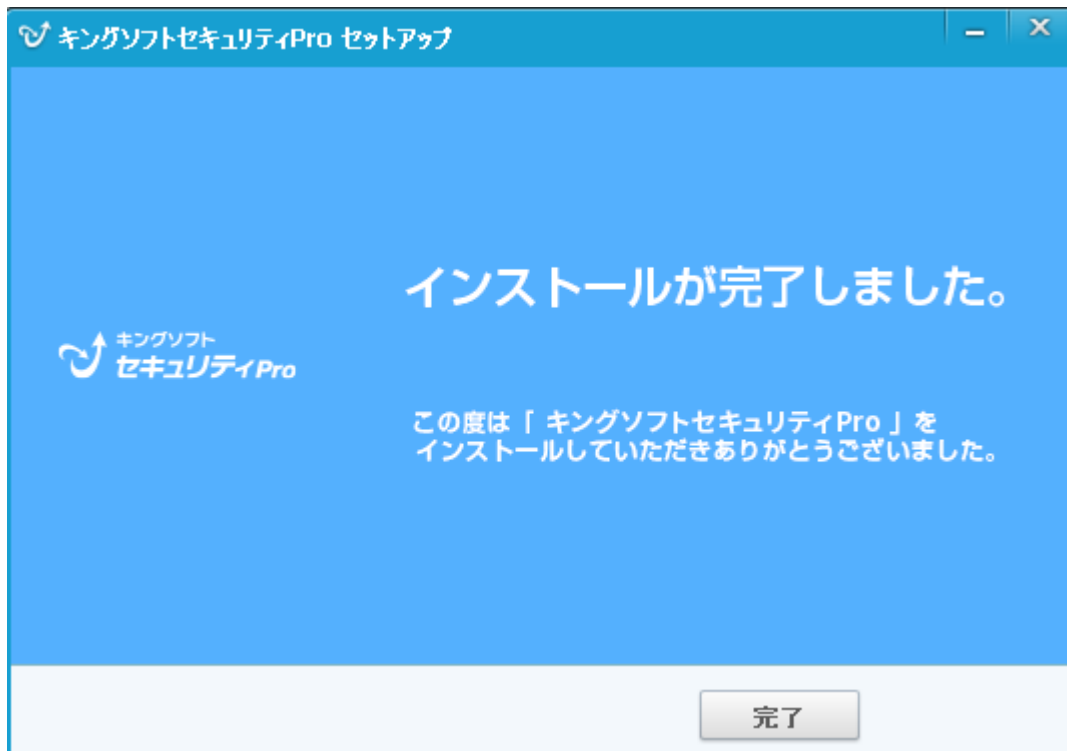 キングソフトセキュリティPro セットアップ
インストールが完了しました。
キングソフト
セキュリティPro
この度は「 キングソフトセキュリティPro 」を
インストールしていただきありがとうございました。
完了